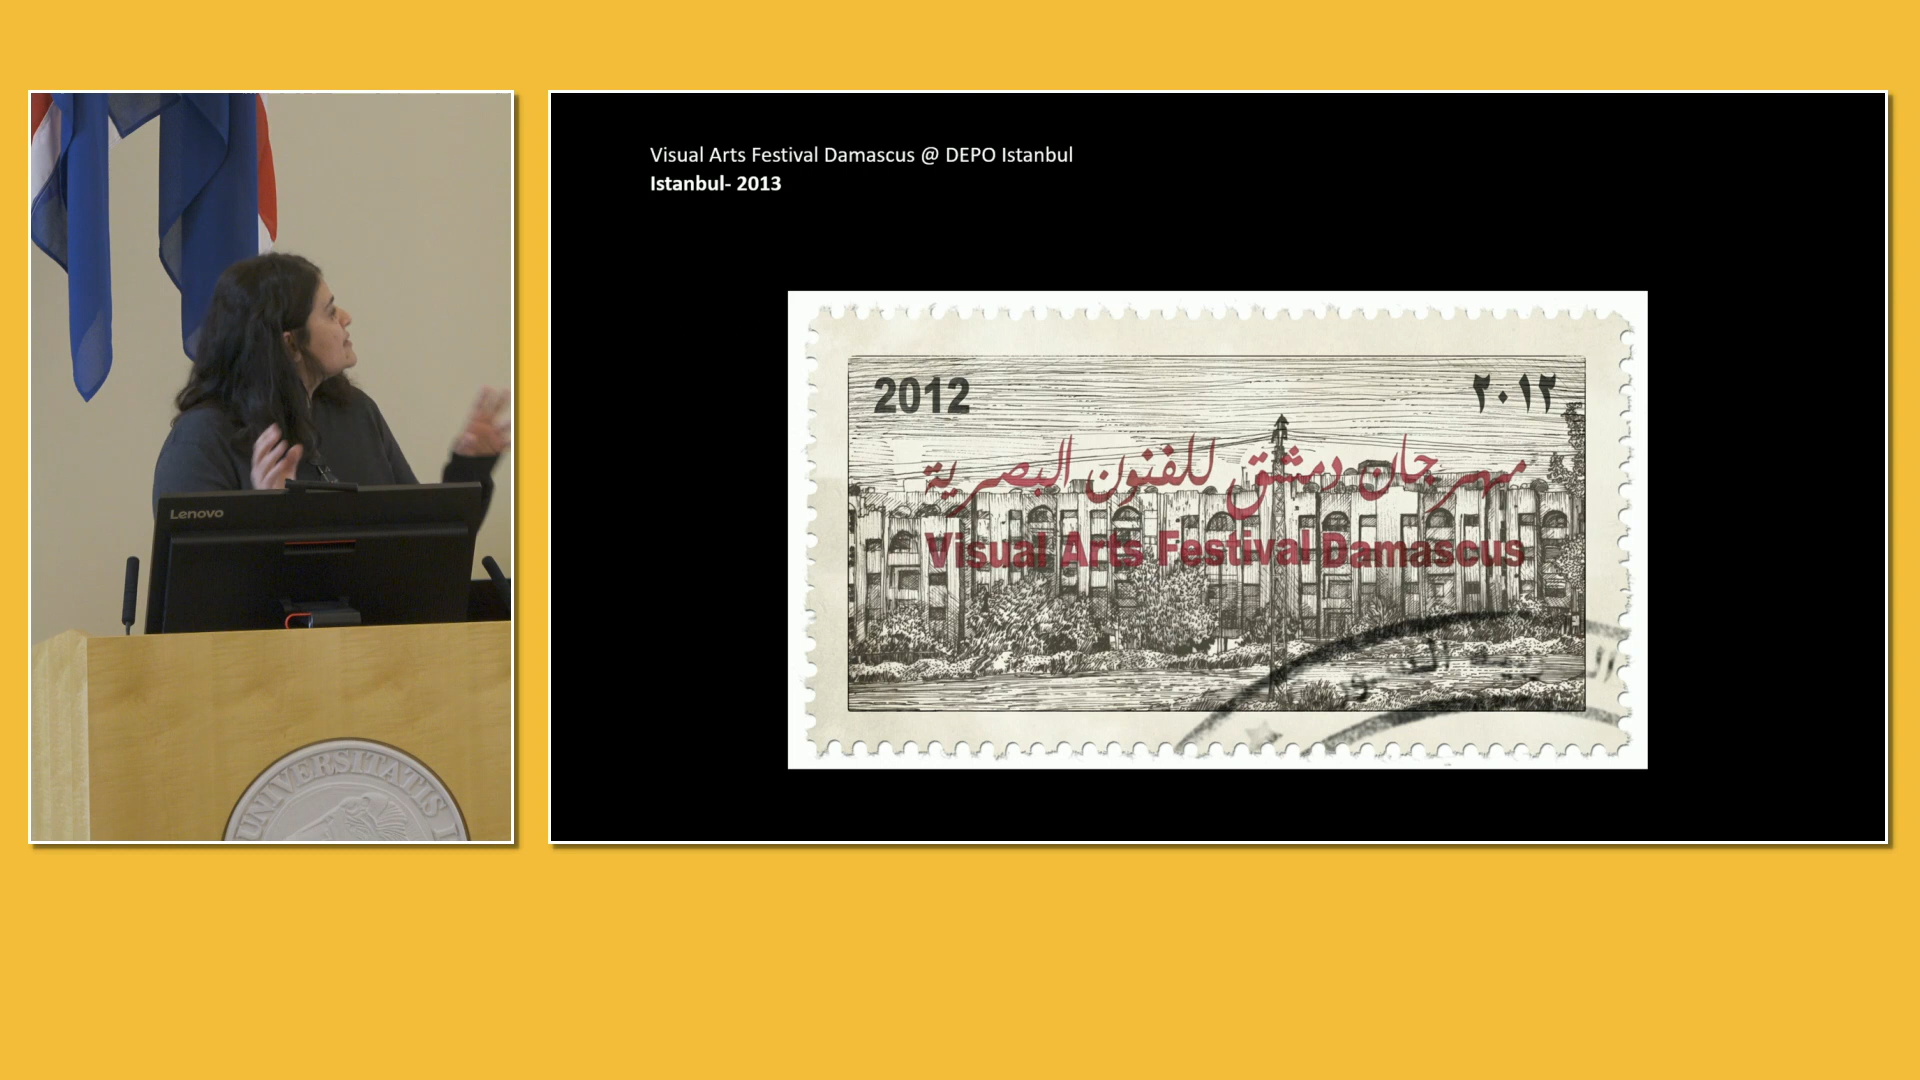 Visual Arts Festival Damascus @ DEPO Istanbul
Istanbul- 2013
2012
٢٠١٢
مهرجان دمشق للفنون البصرية
Visual Arts Festival Damascus
Lenovo
UNIVERSITATIS